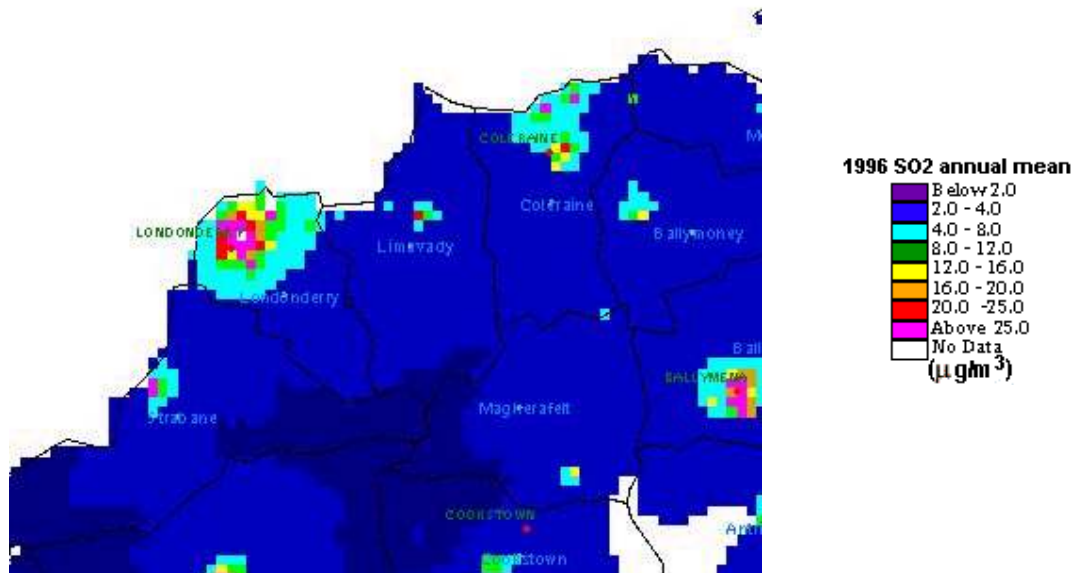 COLERAINE
Coleraine
LONDONDERRY
Limavady
Ballymoney
Londonderry
Ball
BALLYMENA
Strabane
Magherafelt
COOKSTOWN
Antr
Cookstown
1996 SO2 annual mean
Below 2.0
2.0 - 4.0
4.0 - 8.0
8.0 - 12.0
12.0 - 16.0
16.0 - 20.0
20.0 -25.0
Above 25.0
No Data
(µg/m³)